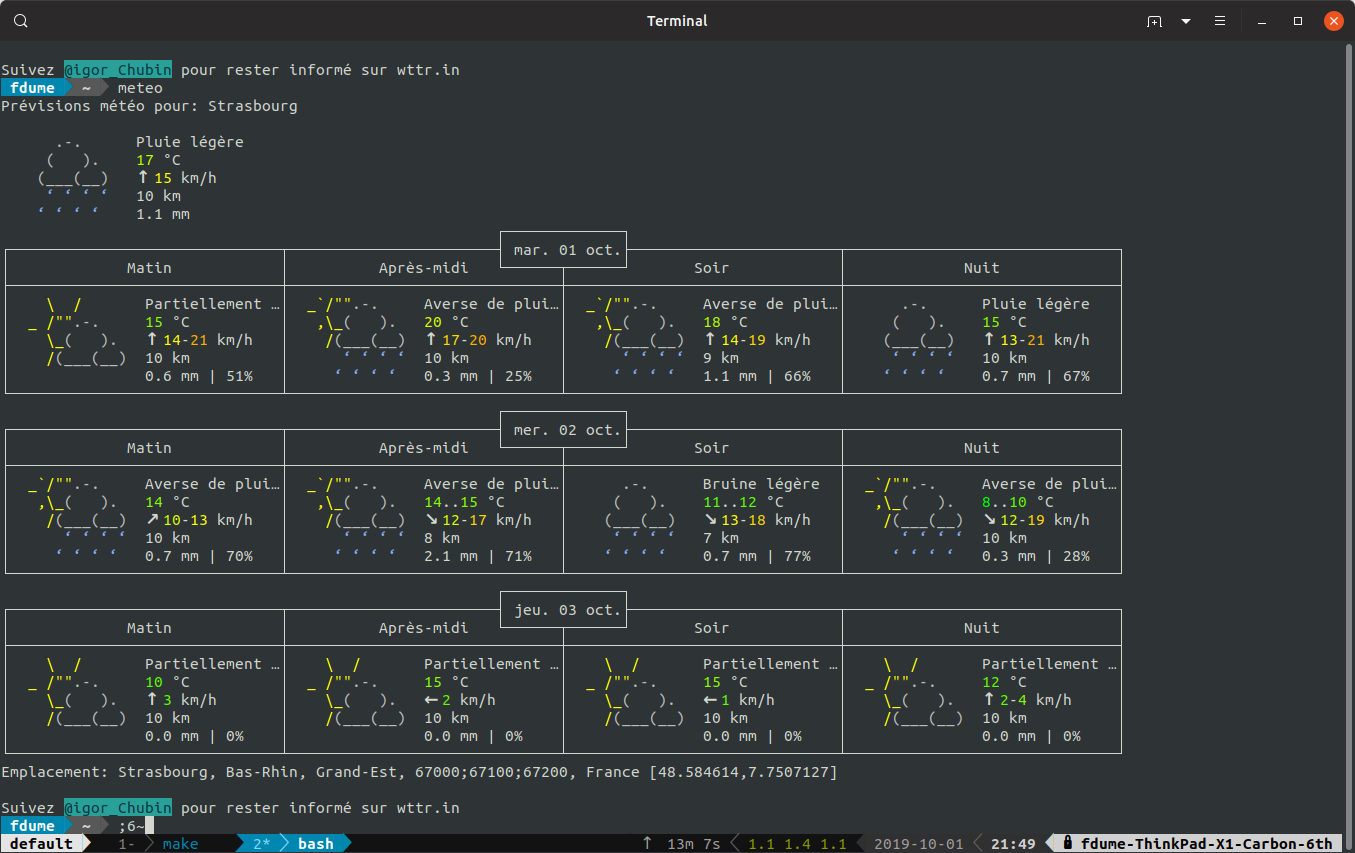 Terminal
Suivez @igor_Chubin pour rester informé sur wttr.in
fdume ~ meteo
Prévisions météo pour: Strasbourg
Pluie légère
17 °C
↑ 15 km/h
10 km
1.1 mm
mar. 01 oct.
Matin Après-midi Soir Nuit
Partiellement … Averse de plui… Averse de plui… Pluie légère
15 °C 20 °C 18 °C 15 °C
↑ 14-21 km/h ↑ 17-20 km/h ↑ 14-19 km/h ↑ 13-21 km/h
10 km 10 km 9 km 10 km
0.6 mm | 51% 0.3 mm | 25% 1.1 mm | 66% 0.7 mm | 67%
mer. 02 oct.
Matin Après-midi Soir Nuit
Averse de plui… Averse de plui… Bruine légère Averse de plui…
14 °C 14..15 °C 11..12 °C 8..10 °C
↗ 10-13 km/h ↘ 12-17 km/h ↘ 13-18 km/h ↘ 12-19 km/h
10 km 8 km 7 km 10 km
0.7 mm | 70% 2.1 mm | 71% 0.7 mm | 77% 0.3 mm | 28%
jeu. 03 oct.
Matin Après-midi Soir Nuit
Partiellement … Partiellement … Partiellement … Partiellement …
10 °C 15 °C 15 °C 12 °C
↑ 3 km/h ← 2 km/h ← 1 km/h ↑ 2-4 km/h
10 km 10 km 10 km 10 km
0.0 mm | 0% 0.0 mm | 0% 0.0 mm | 0% 0.0 mm | 0%
Emplacement: Strasbourg, Bas-Rhin, Grand-Est, 67000;67100;67200, France [48.584614,7.7507127]
Suivez @igor_Chubin pour rester informé sur wttr.in
fdume ~ ;6~
default 1- make 2* bash ↑ 13m 7s 1.1 1.4 1.1 2019-10-01 21:49 fdume-ThinkPad-X1-Carbon-6th